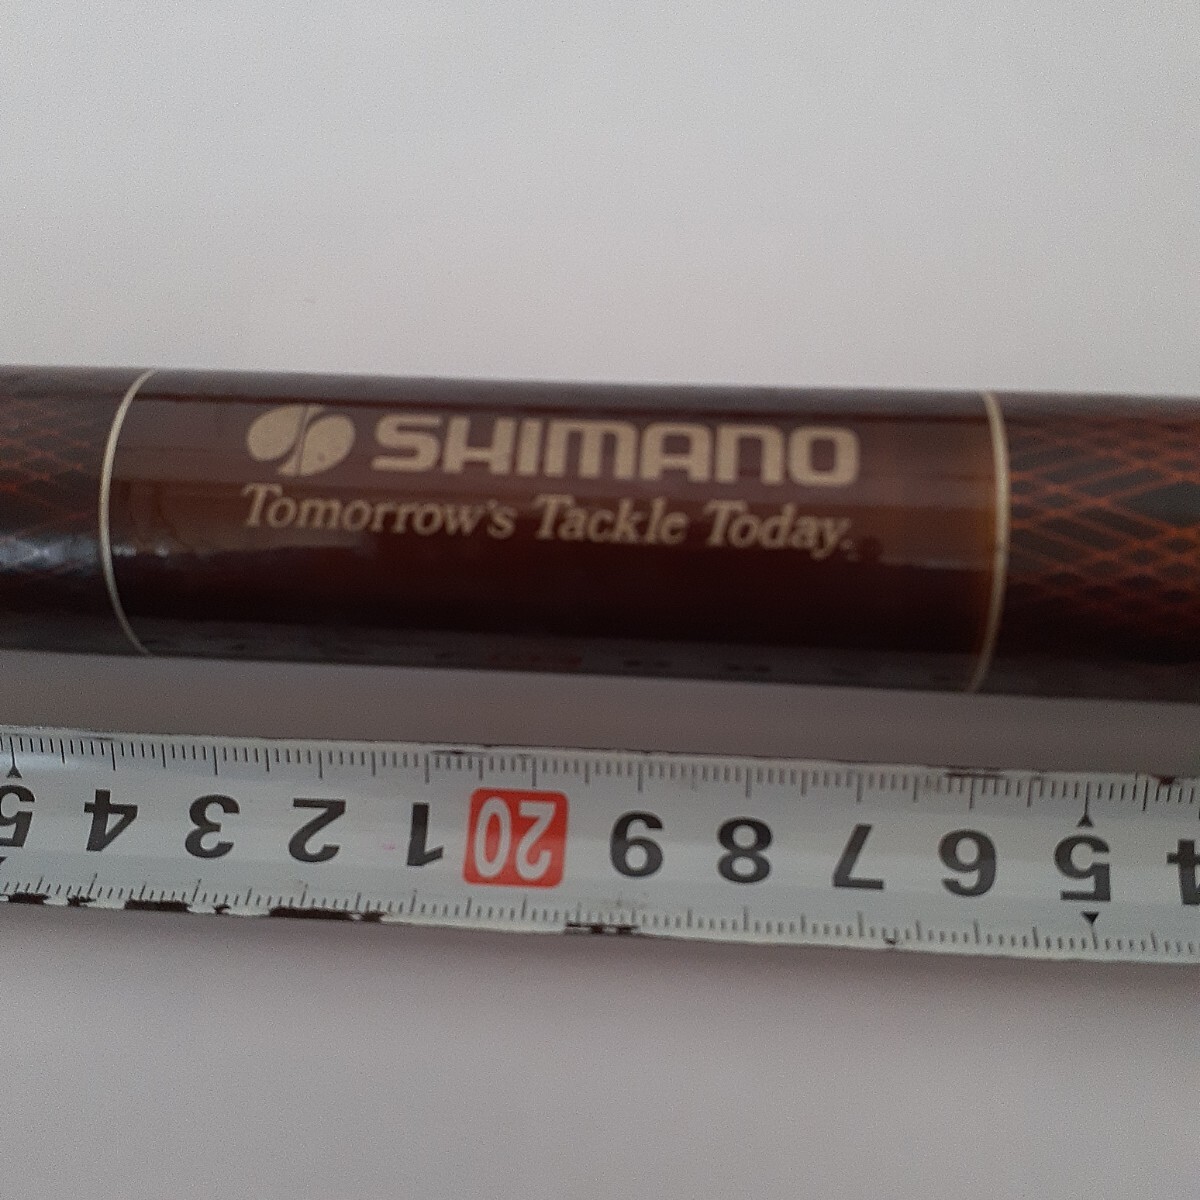 SHIMANO
Tomorrow's Tackle Today.
5 4 3 2 1 20 9 8 7 6 5 4